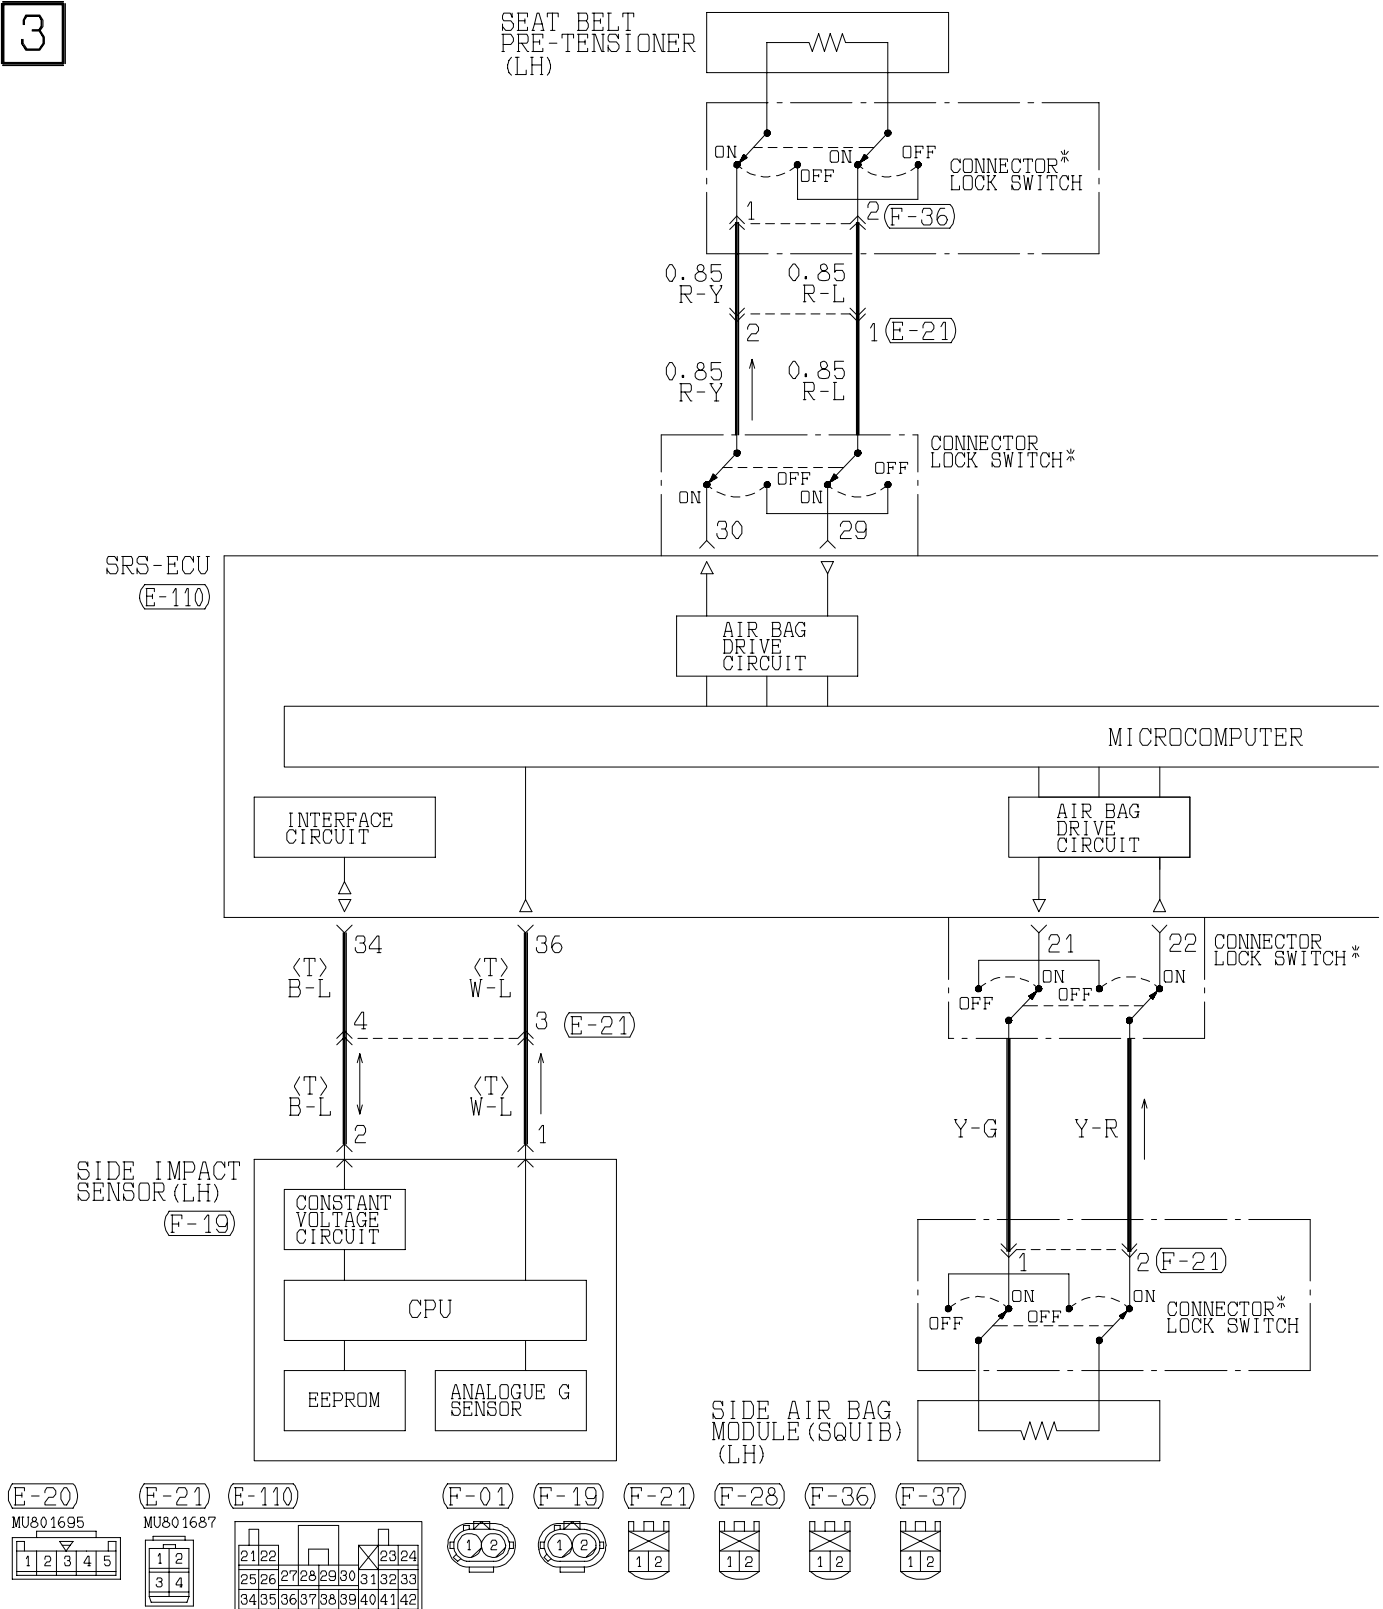 3
SEAT BELT
PRE-TENSIONER
(LH)
ON
OFF
ON
OFF
CONNECTOR*
LOCK SWITCH
1
2
(F-36)
0.85
R-Y
0.85
R-L
2
1
(E-21)
0.85
R-Y
0.85
R-L
CONNECTOR
LOCK SWITCH*
ON
OFF
ON
OFF
30
29
SRS-ECU
(E-110)
AIR BAG
DRIVE
CIRCUIT
MICROCOMPUTER
INTERFACE
CIRCUIT
AIR BAG
DRIVE
CIRCUIT
34
36
21
22
CONNECTOR
LOCK SWITCH*
<T>
B-L
<T>
W-L
OFF
ON
OFF
ON
4
3
(E-21)
<T>
B-L
<T>
W-L
Y-G
Y-R
2
1
SIDE IMPACT
SENSOR(LH)
(F-19)
CONSTANT
VOLTAGE
CIRCUIT
CPU
EEPROM
ANALOGUE G
SENSOR
1
2
(F-21)
OFF
ON
OFF
ON
CONNECTOR*
LOCK SWITCH
SIDE AIR BAG
MODULE(SQUIB)
(LH)
(E-20)
(E-21)
(E-110)
(F-01)
(F-19)
(F-21)
(F-28)
(F-36)
(F-37)
MU801695
MU801687
1 2 3 4 5
1 2
3 4
21 22 23 24
25 26 27 28 29 30 31 32 33
34 35 36 37 38 39 40 41 42
1 2
1 2
1 2
1 2
1 2
1 2